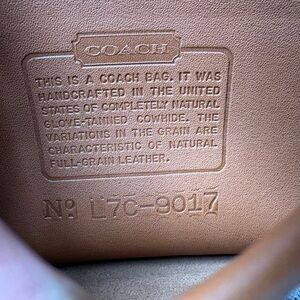 COACH
THIS IS A COACH BAG. IT WAS
HANDCRAFTED IN THE UNITED
STATES OF COMPLETELY NATURAL
GLOVE-TANNED COWHIDE. THE
VARIATIONS IN THE GRAIN ARE
CHARACTERISTIC OF NATURAL
FULL-GRAIN LEATHER.
Nº L7C-9017